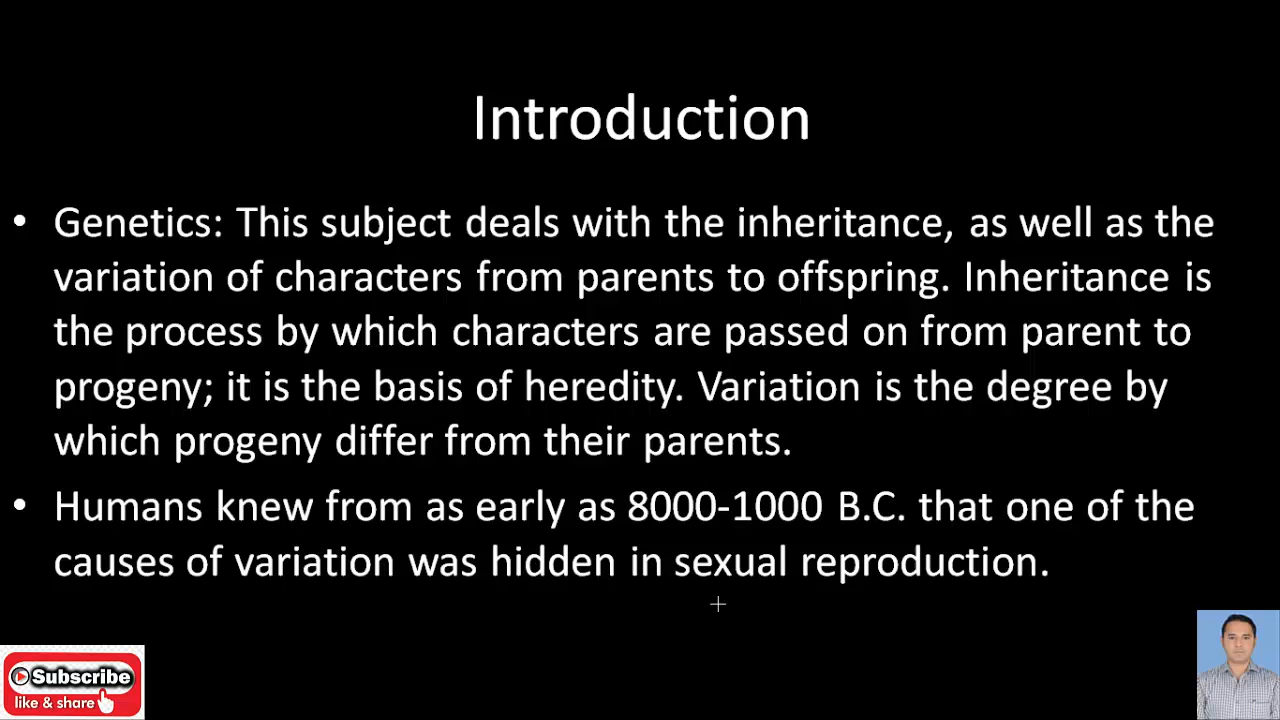 Introduction
• Genetics: This subject deals with the inheritance, as well as the
variation of characters from parents to offspring. Inheritance is
the process by which characters are passed on from parent to
progeny; it is the basis of heredity. Variation is the degree by
which progeny differ from their parents.
• Humans knew from as early as 8000-1000 B.C. that one of the
causes of variation was hidden in sexual reproduction.
Subscribe
like & share